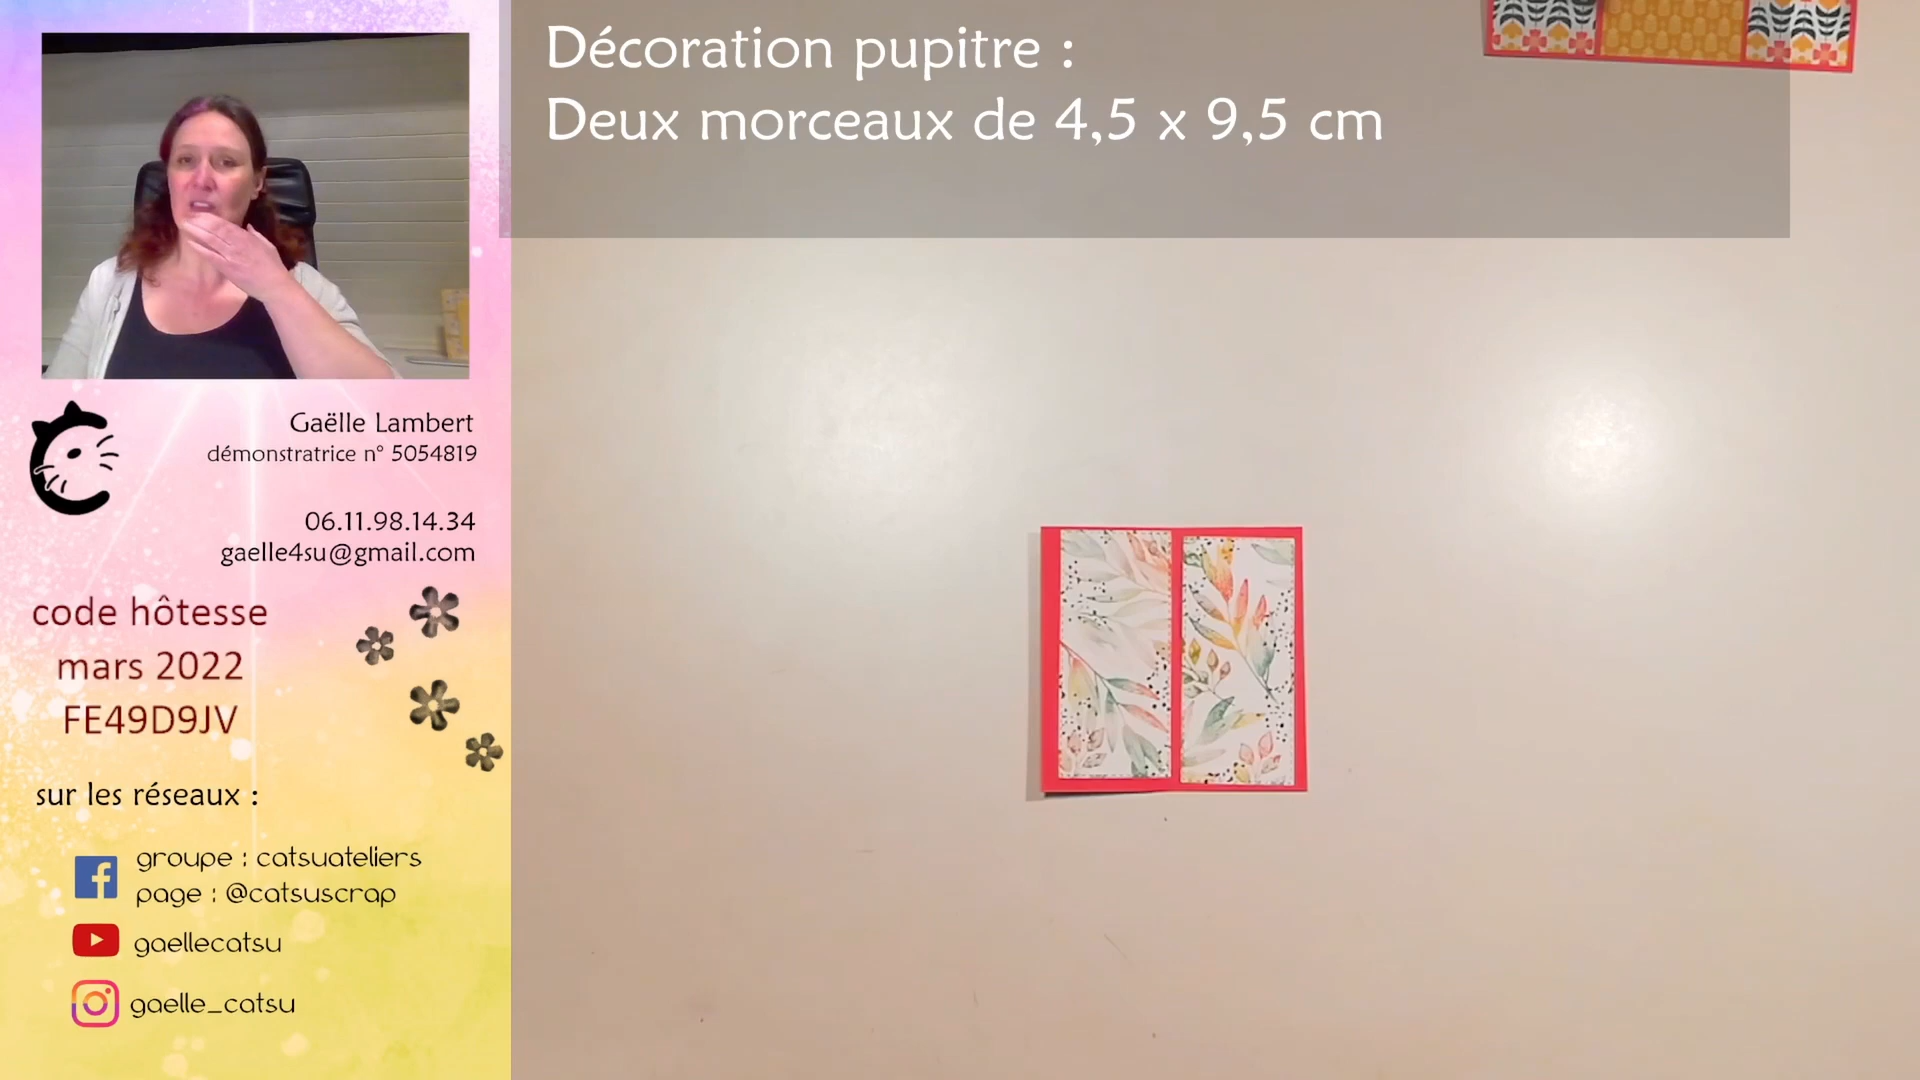 Décoration pupitre :
Deux morceaux de 4,5 x 9,5 cm
Gaëlle Lambert
démonstratrice n° 5054819
06.11.98.14.34
gaelle4su@gmail.com
code hôtesse
mars 2022
FE49D9JV
sur les réseaux :
groupe : catsuateliers
page : @catsuscrap
gaellecatsu
gaelle_catsu